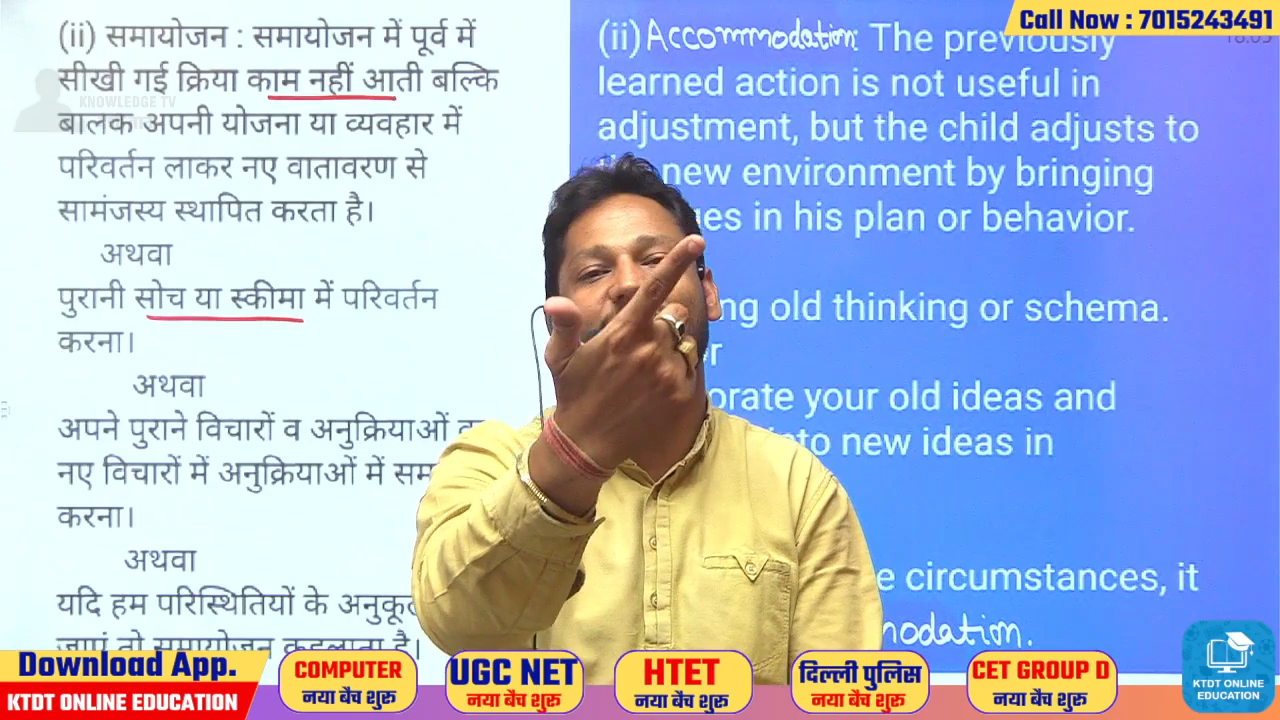 (ii) समायोजन : समायोजन में पूर्व में
सीखी गई क्रिया काम नहीं आती बल्कि
बालक अपनी योजना या व्यवहार में
परिवर्तन लाकर नए वातावरण से
सामंजस्य स्थापित करता है।
अथवा
पुरानी सोच या स्कीमा में परिवर्तन
करना।
अथवा
अपने पुराने विचारों व अनुक्रियाओं
नए विचारों में अनुक्रियाओं में
करना।
अथवा
यदि हम परिस्थितियों के
जाएं तो समायोजन कहलाता है।
KNOWLEDGE TV
Call Now : 7015243491
(ii) Accommodation: The previously
learned action is not useful in
adjustment, but the child adjusts to
new environment by bringing
in his plan or behavior.
old thinking or schema.
your old ideas and
into new ideas in
circumstances, it
Download App.
KTDT ONLINE EDUCATION
COMPUTER
नया बैच शुरू
UGC NET
नया बैच शुरू
HTET
नया बैच शुरू
दिल्ली पुलिस
नया बैच शुरू
CET GROUP D
नया बैच शुरू
KTDT ONLINE
EDUCATION